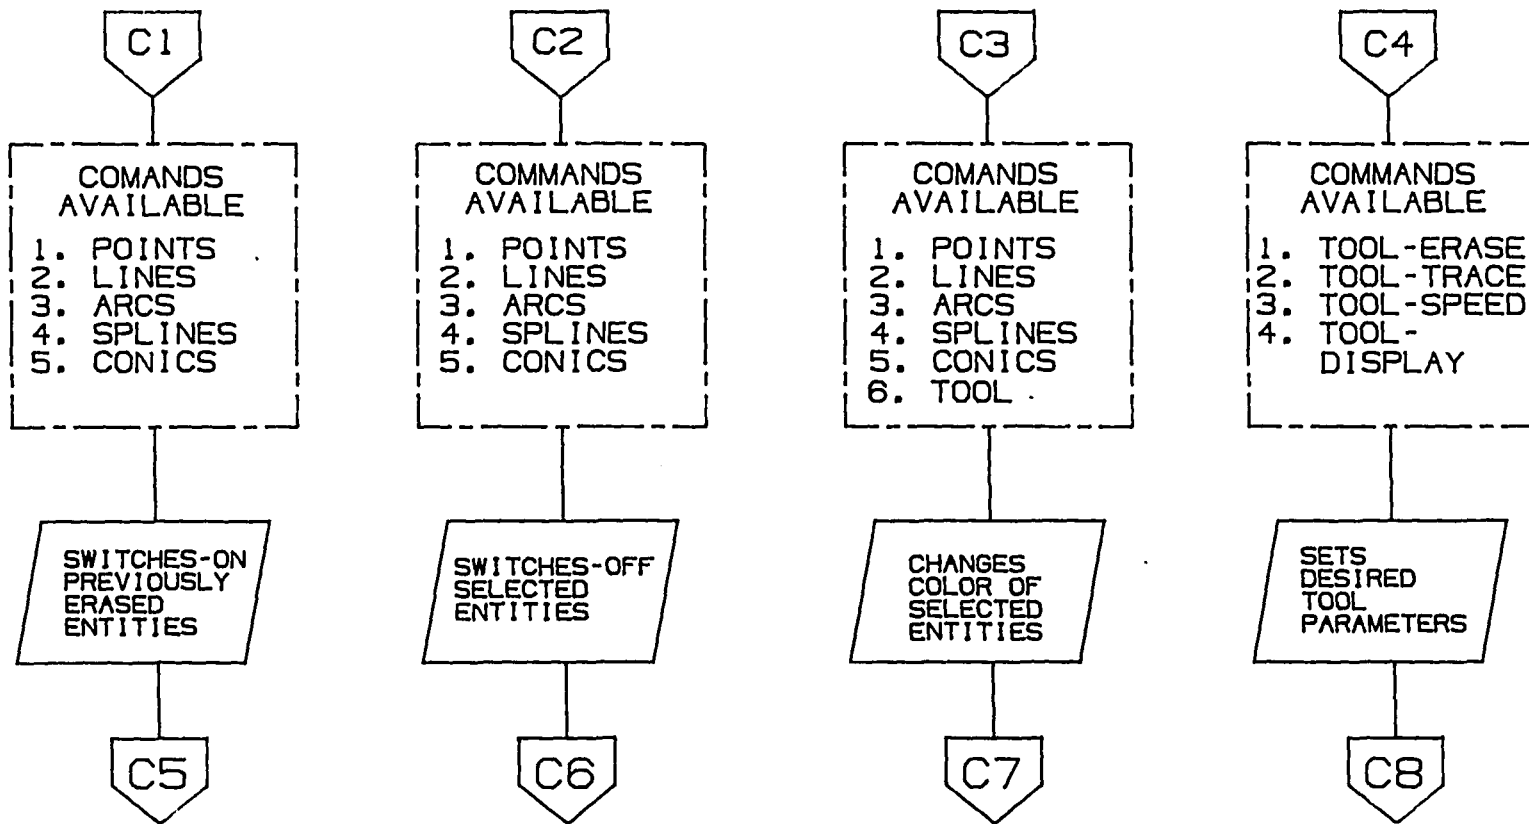 C1
COMANDS
AVAILABLE
1. POINTS
2. LINES
3. ARCS
4. SPLINES
5. CONICS
SWITCHES-ON
PREVIOUSLY
ERASED
ENTITIES
C5
C2
COMMANDS
AVAILABLE
1. POINTS
2. LINES
3. ARCS
4. SPLINES
5. CONICS
SWITCHES-OFF
SELECTED
ENTITIES
C6
C3
COMANDS
AVAILABLE
1. POINTS
2. LINES
3. ARCS
4. SPLINES
5. CONICS
6. TOOL
CHANGES
COLOR OF
SELECTED
ENTITIES
C7
C4
COMMANDS
AVAILABLE
1. TOOL-ERASE
2. TOOL-TRACE
3. TOOL-SPEED
4. TOOL-
DISPLAY
SETS
DESIRED
TOOL
PARAMETERS
C8